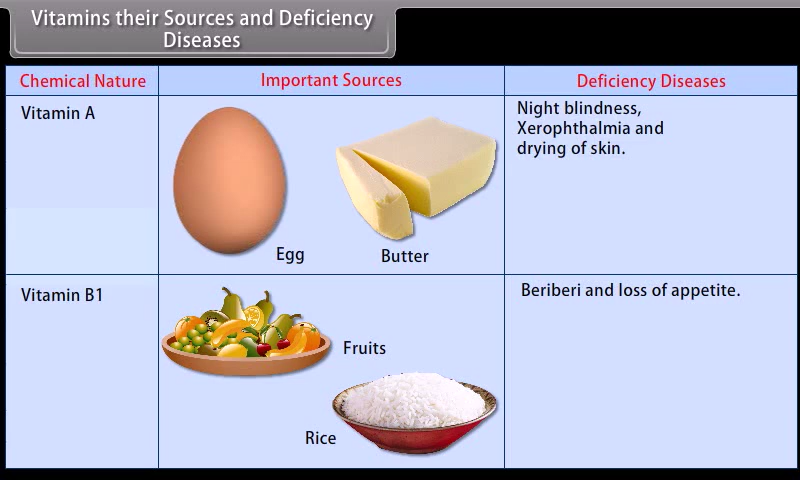 Vitamins their Sources and Deficiency
Diseases
Chemical Nature
Important Sources
Deficiency Diseases
Vitamin A
Egg
Butter
Night blindness,
Xerophthalmia and
drying of skin.
Vitamin B1
Fruits
Rice
Beriberi and loss of appetite.